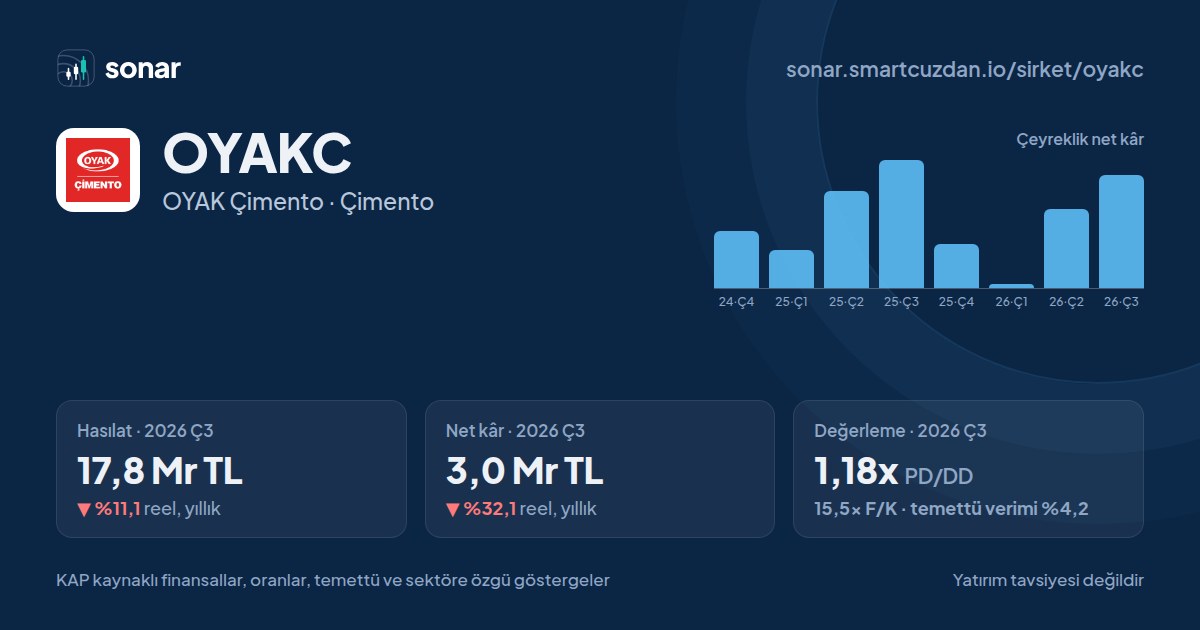 sonar
sonar.smartcuzdan.io/sirket/oyakc
OYAK
ÇİMENTO
OYAKC
OYAK Çimento · Çimento
Çeyreklik net kâr
24·Ç4 25·Ç1 25·Ç2 25·Ç3 25·Ç4 26·Ç1 26·Ç2 26·Ç3
Hasılat · 2026 Ç3
17,8 Mr TL
▼ %11,1 reel, yıllık
Net kâr · 2026 Ç3
3,0 Mr TL
▼ %32,1 reel, yıllık
Değerleme · 2026 Ç3
1,18x PD/DD
15,5× F/K · temettü verimi %4,2
KAP kaynaklı finansallar, oranlar, temettü ve sektöre özgü göstergeler
Yatırım tavsiyesi değildir